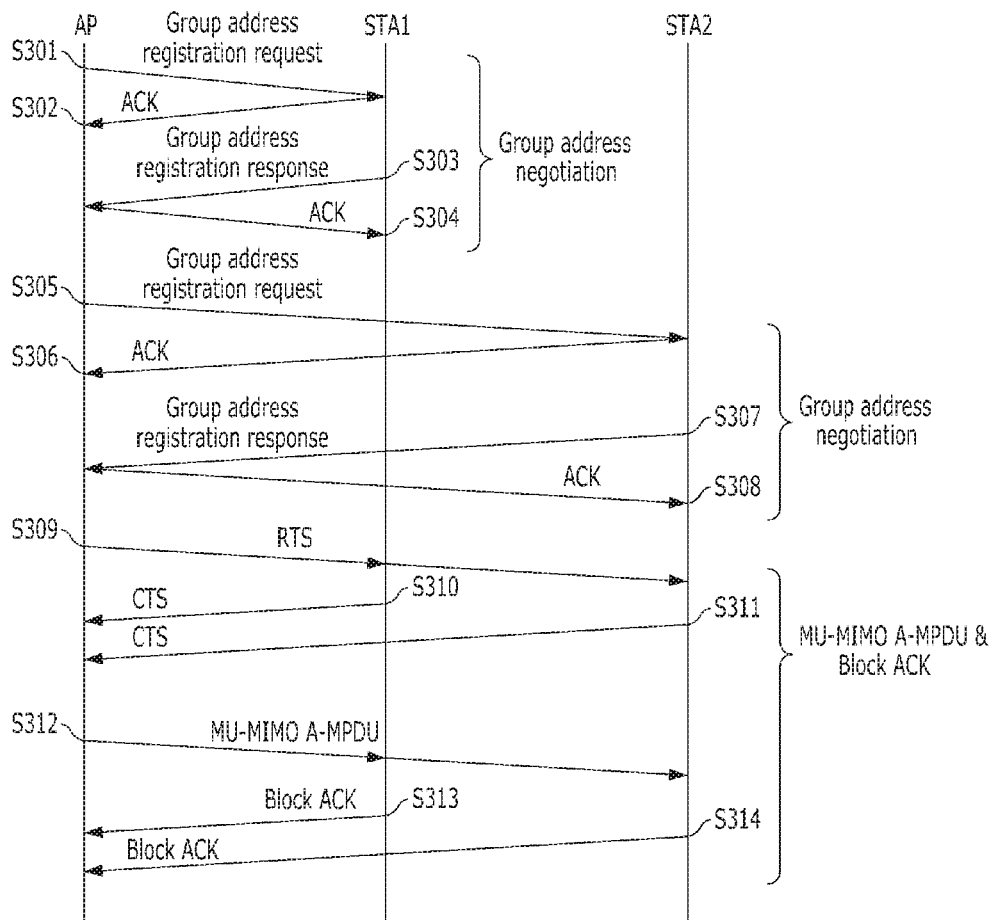 AP
STA1
STA2
Group address
registration request
S301
ACK
S302
Group address
registration response
S303
ACK
S304
Group address
negotiation
Group address
registration request
S305
ACK
S306
Group address
registration response
S307
ACK
S308
Group address
negotiation
S309
RTS
CTS
S310
CTS
S311
MU-MIMO A-MPDU &
Block ACK
S312
MU-MIMO A-MPDU
Block ACK
S313
Block ACK
S314